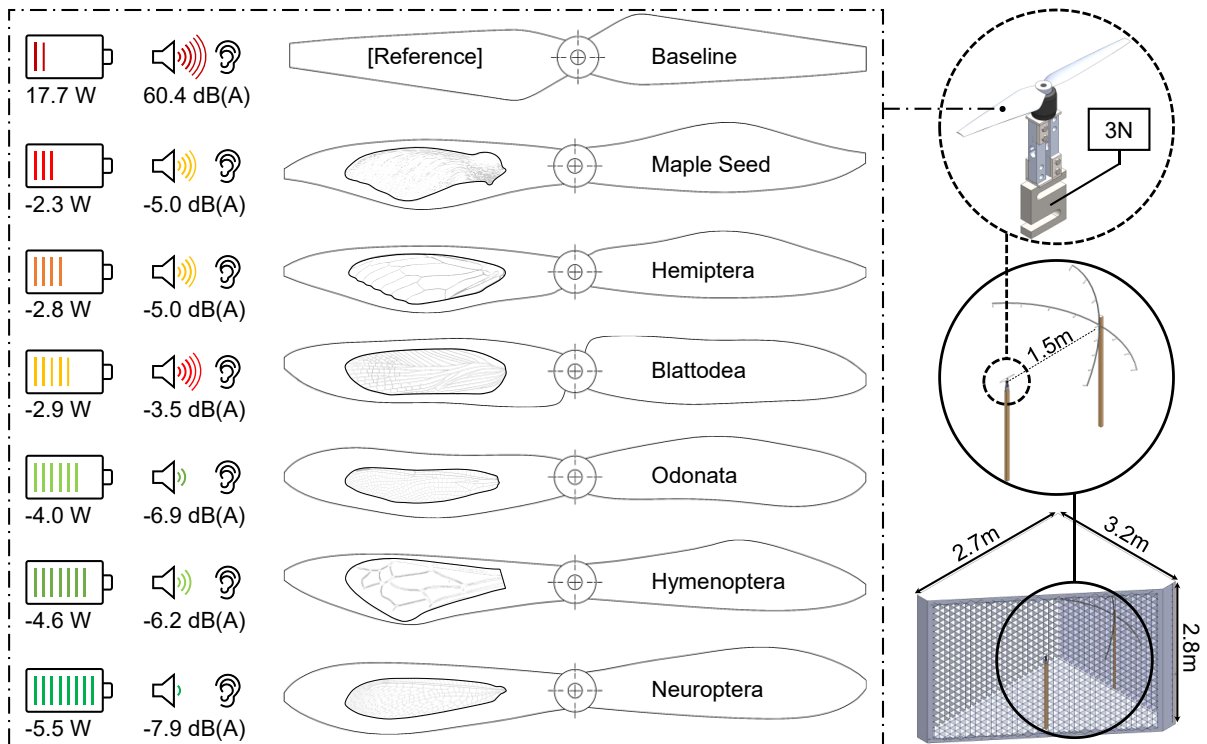 [Reference]
Baseline
17.7 W
60.4 dB(A)
Maple Seed
-2.3 W
-5.0 dB(A)
Hemiptera
-2.8 W
-5.0 dB(A)
Blattodea
-2.9 W
-3.5 dB(A)
Odonata
-4.0 W
-6.9 dB(A)
Hymenoptera
-4.6 W
-6.2 dB(A)
Neuroptera
-5.5 W
-7.9 dB(A)
3N
1.5m
2.7m
3.2m
2.8m